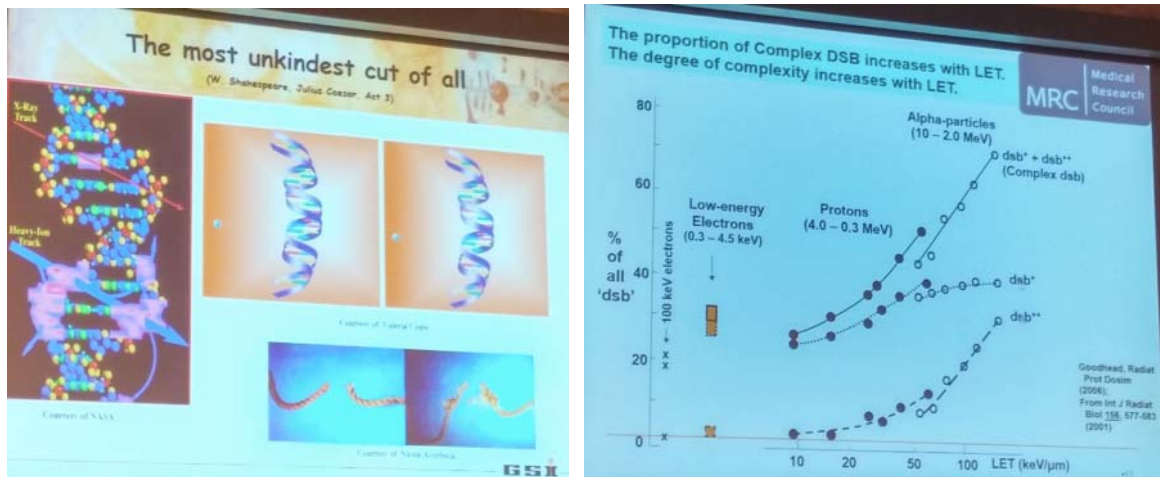 The most unkindest cut of all
(W. Shakespeare, Julius Caesar, Act 3)
X-Ray
Track
Heavy-Ion
Track
Courtesy of NASA
Courtesy of
Courtesy of
GSI
The proportion of Complex DSB increases with LET.
The degree of complexity increases with LET.
MRC
Medical
Research
Council
80
60
40
20
0
%
of
all
'dsb'
100 keV electrons
Low-energy
Electrons
(0.3 – 4.5 keV)
Protons
(4.0 – 0.3 MeV)
Alpha-particles
(10 – 2.0 MeV)
dsb⁺ + dsb⁺⁺
(Complex dsb)
dsb⁺
dsb⁺⁺
Goodhead, Radiat
Prot Dosim
(2006);
From Int J Radiat
Biol 156, 577-583
(2001)
10
20
50
100
LET (keV/μm)